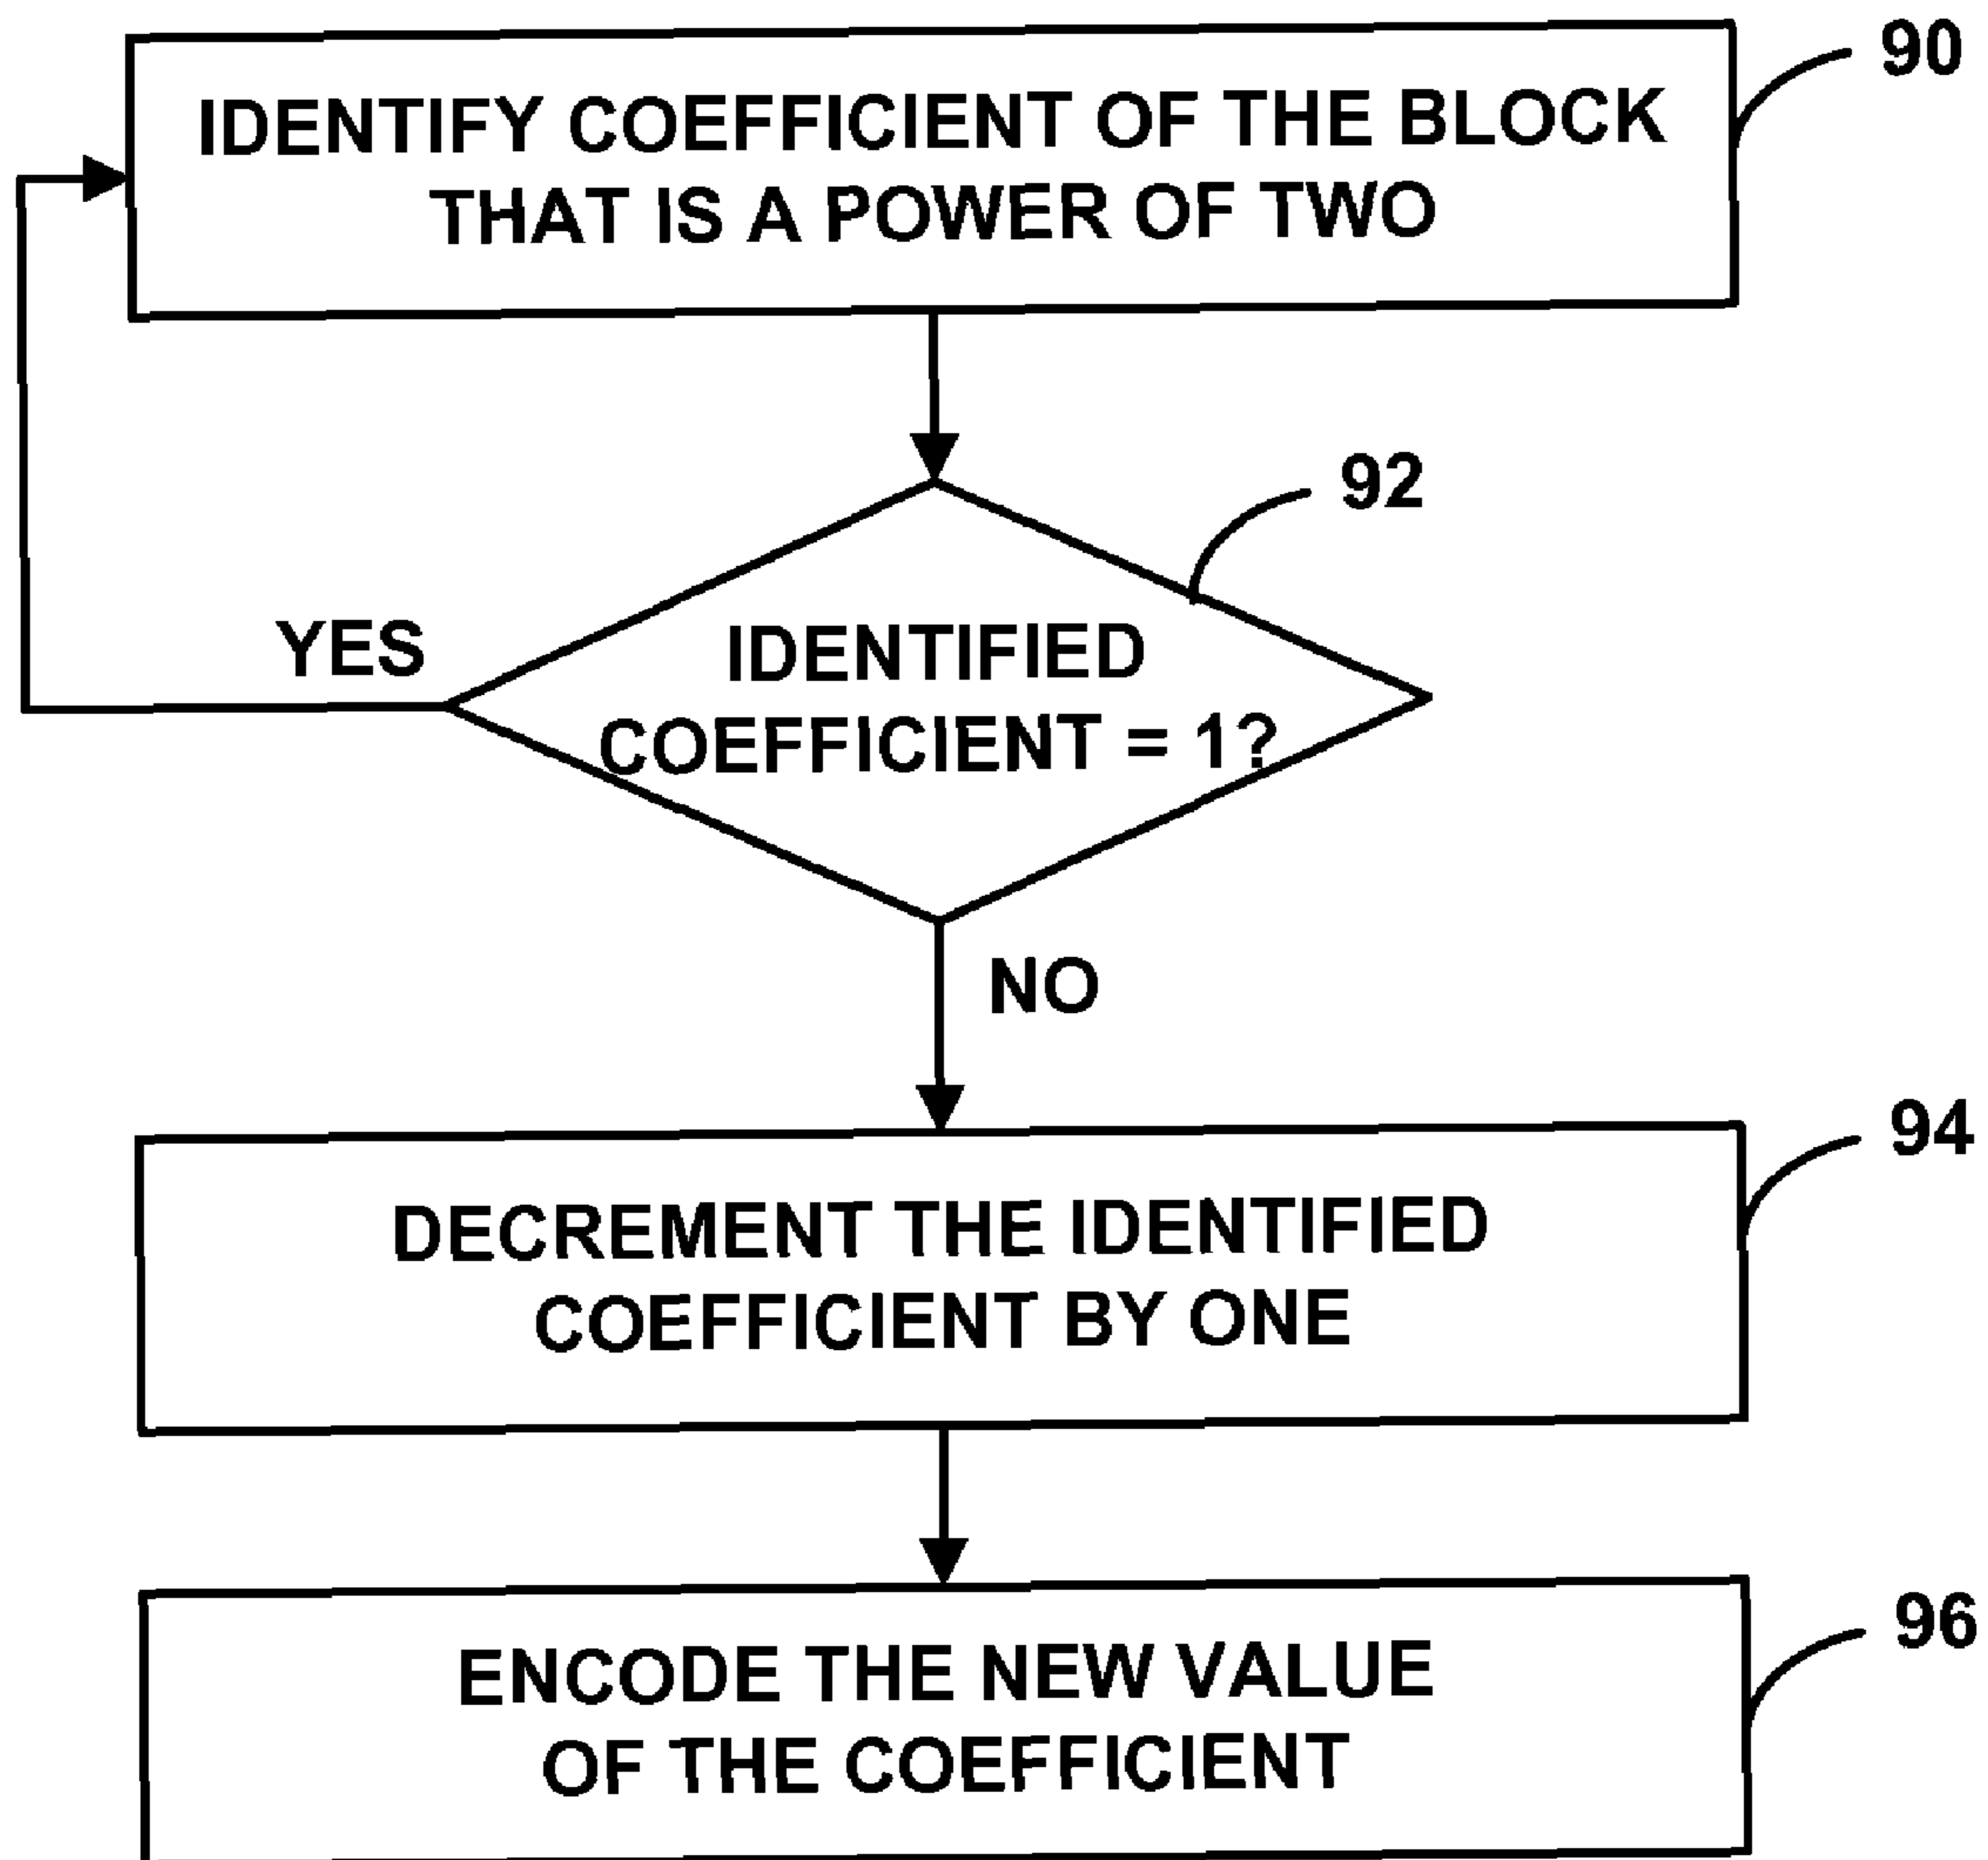 90
IDENTIFY COEFFICIENT OF THE BLOCK
THAT IS A POWER OF TWO
92
YES
IDENTIFIED
COEFFICIENT = 1?
NO
94
DECREMENT THE IDENTIFIED
COEFFICIENT BY ONE
96
ENCODE THE NEW VALUE
OF THE COEFFICIENT